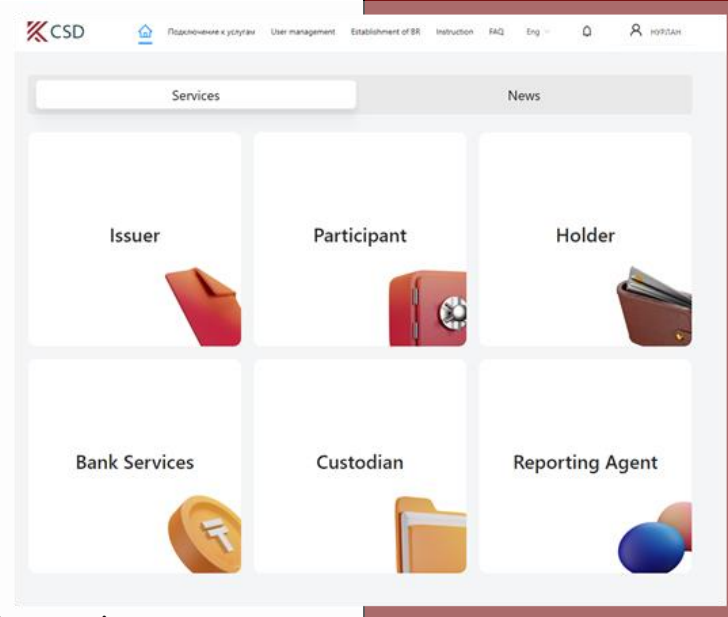 CSD
Подключение к услугам User management Establishment of BR Instruction FAQ Eng НУРЛАН
Services News
Issuer Participant Holder
Bank Services Custodian Reporting Agent